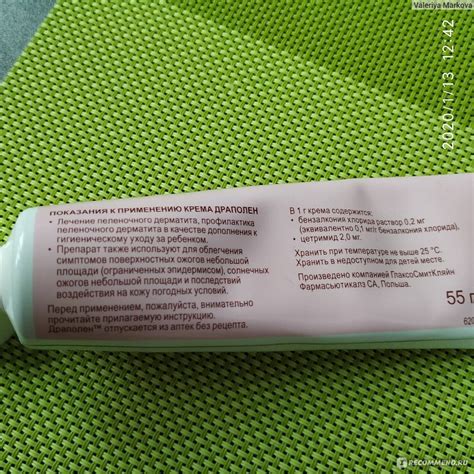 Valeriya Markova
2020/1/13 12:42
ПОКАЗАНИЯ К ПРИМЕНЕНИЮ КРЕМА ДРАПОЛЕН
• Лечение пеленочного дерматита, профилактика
пеленочного дерматита в качестве дополнения к
гигиеническому уходу за ребенком.
• Препарат также используют для облегчения
симптомов поверхностных ожогов небольшой
площади (ограниченных эпидермисом), солнечных
ожогов небольшой площади и последствий
воздействия на кожу погодных условий.
Перед применением, пожалуйста, внимательно
прочитайте прилагаемую инструкцию.
Драполен™ отпускается из аптек без рецепта.
В 1 г крема содержится:
• бензалкония хлорида раствор 0.2 мг
(эквивалентно 0,1 мг/г бензалкония хлорида),
• цетримид 2,0 мг.
Хранить при температуре не выше 25 °C.
Хранить в недоступном для детей месте.
Произведено компанией ГлаксоСмитКляйн
Фармасьютикалз СА, Польша.
55 г
620
RECOMMEND.RU